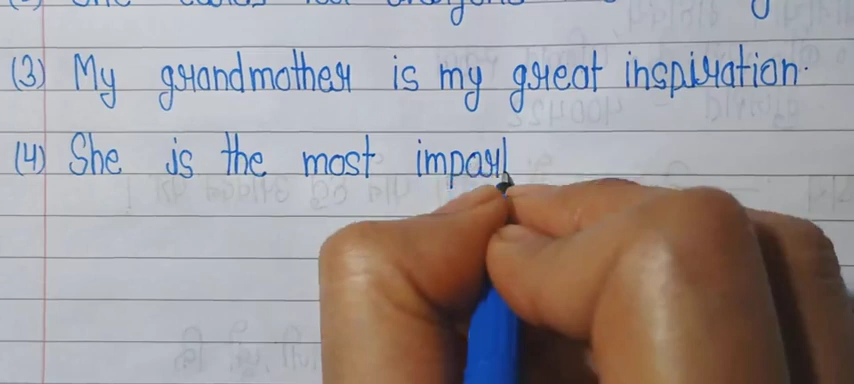 (3) My grandmother is my great inspiration.
(4) She is the most impor